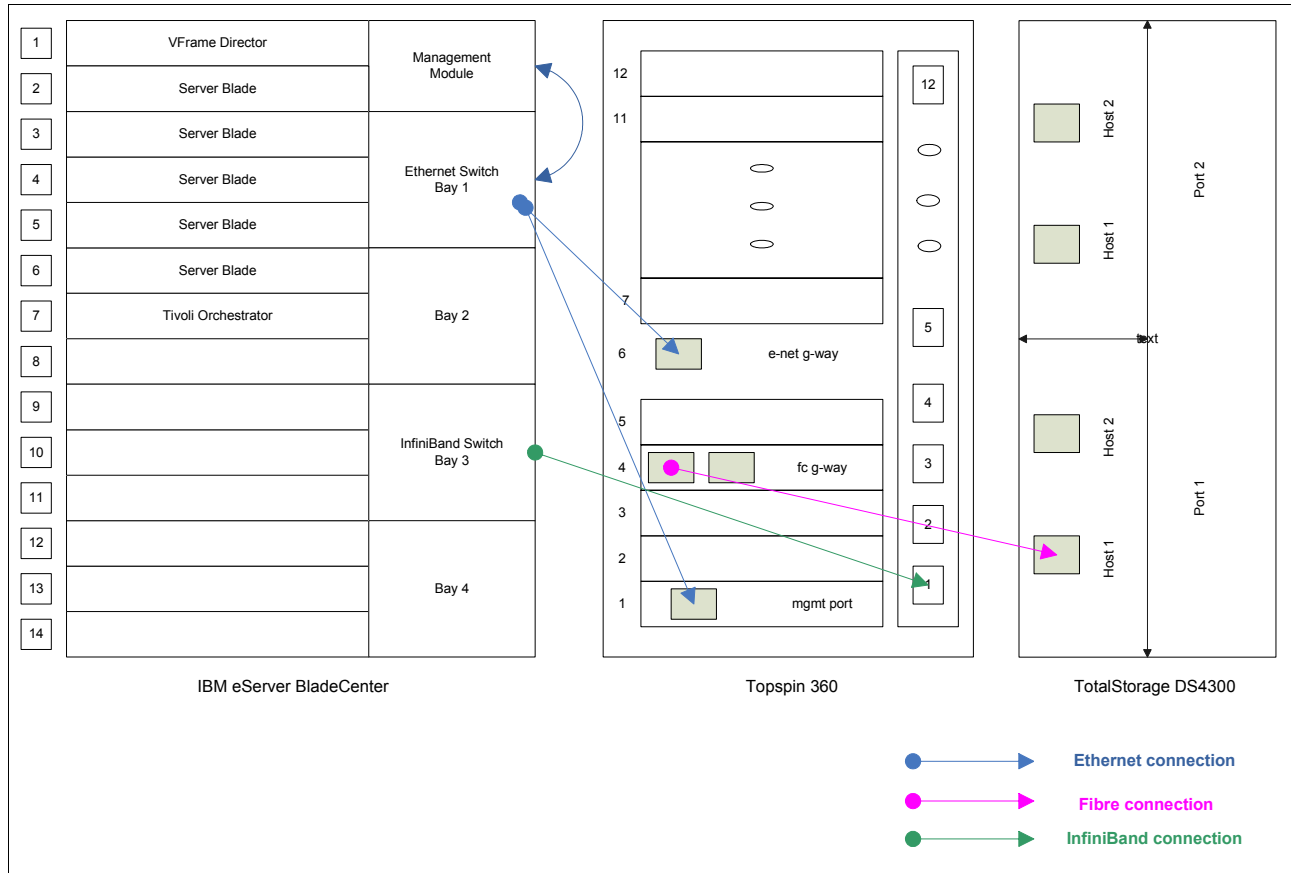 1
VFrame Director
2
Server Blade
3
Server Blade
4
Server Blade
5
Server Blade
6
Server Blade
7
Tivoli Orchestrator
8
9
10
11
12
13
14
Management
Module
Ethernet Switch
Bay 1
Bay 2
InfiniBand Switch
Bay 3
Bay 4
IBM eServer BladeCenter
12
11
7
6
e-net g-way
5
4
fc g-way
3
2
1
mgmt port
12
5
4
3
2
1
Topspin 360
Host 2
Host 1
Port 2
text
Host 2
Host 1
Port 1
TotalStorage DS4300
Ethernet connection
Fibre connection
InfiniBand connection